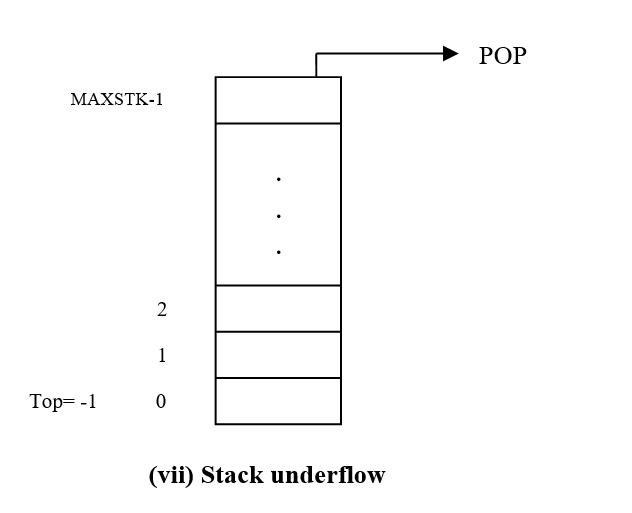 POP
MAXSTK-1
.
.
.
2
1
Top= -1 0
(vii) Stack underflow